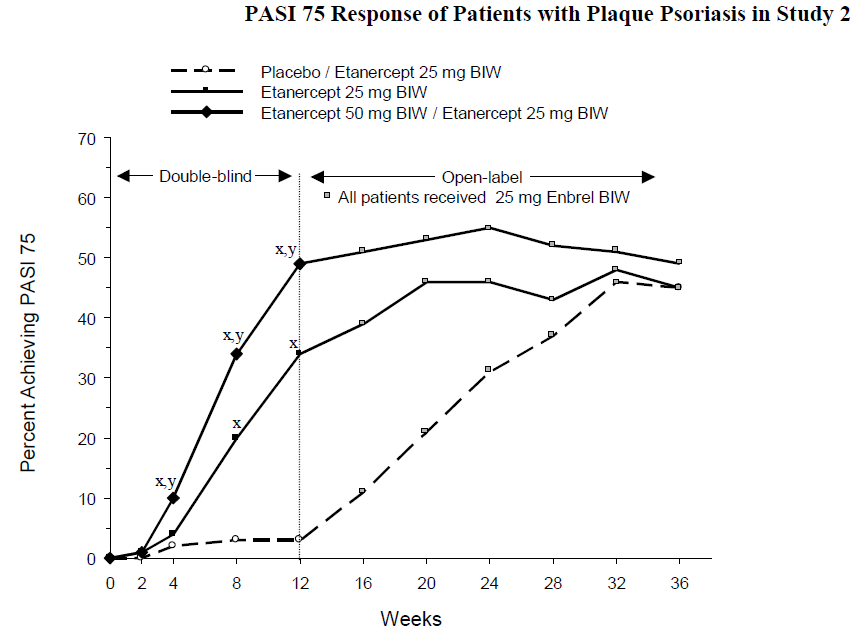 PASI 75 Response of Patients with Plaque Psoriasis in Study 2
Placebo / Etanercept 25 mg BIW
Etanercept 25 mg BIW
Etanercept 50 mg BIW / Etanercept 25 mg BIW
70
Double-blind
Open-label
All patients received 25 mg Enbrel BIW
60
x,y
50
x,y
x
40
30
x
20
x,y
10
0
Percent Achieving PASI 75
0 2 4 8 12 16 20 24 28 32 36
Weeks